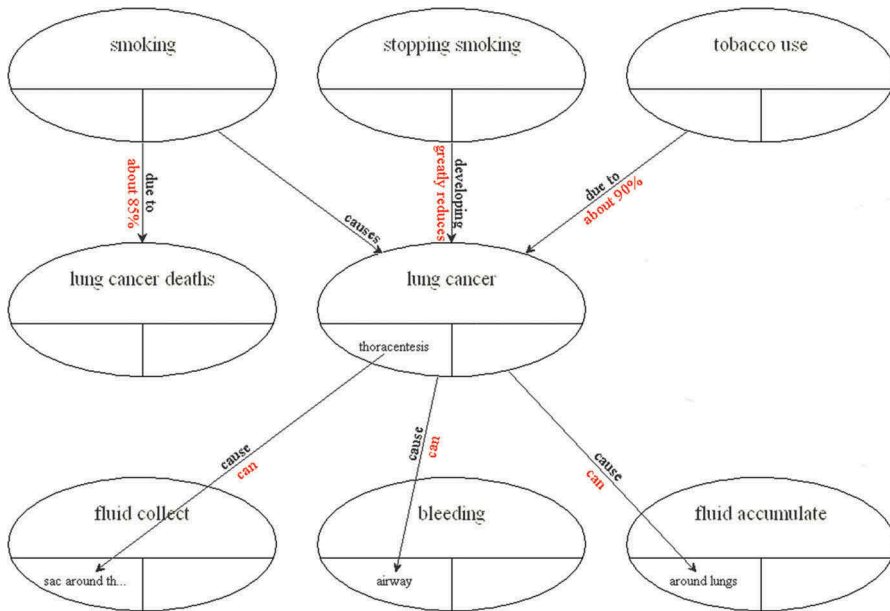 smoking
stopping smoking
tobacco use
due to
about 85%
causes
developing
greatly reduces
due to
about 90%
lung cancer deaths
lung cancer
thoracentesis
cause
can
cause
can
cause
can
fluid collect
bleeding
fluid accumulate
sac around th...
airway
around lungs